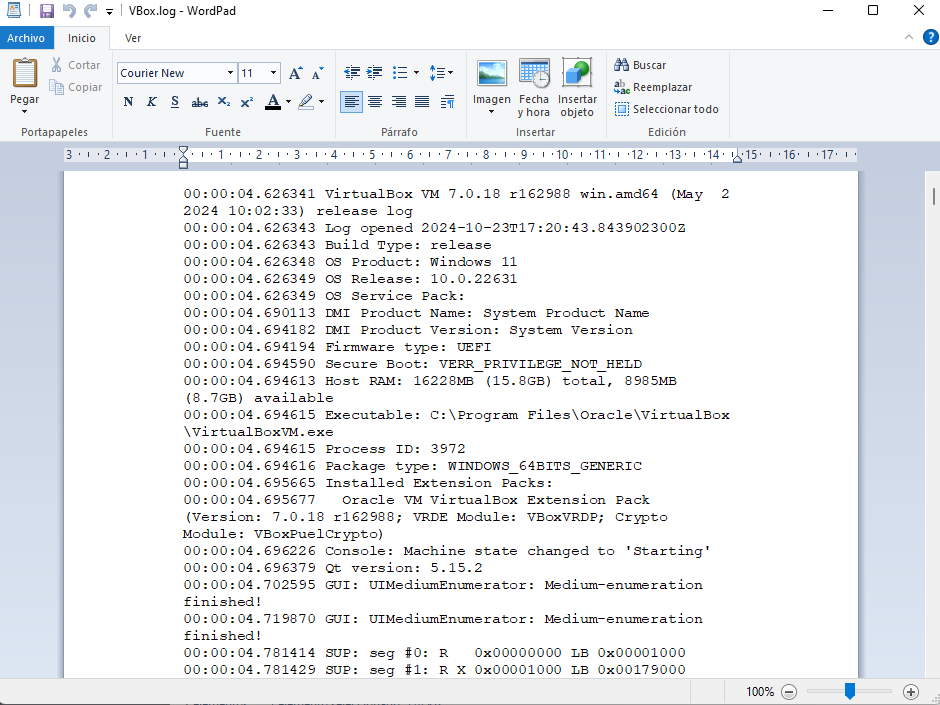 VBox.log - WordPad
Archivo Inicio Ver
Pegar
Cortar
Copiar
Portapapeles
Courier New 11
N K S abc X₂ X² A
Fuente
Párrafo
Imagen
Fecha y hora
Insertar objeto
Insertar
Buscar
Reemplazar
Seleccionar todo
Edición
3 2 1 1 2 3 4 5 6 7 8 9 10 11 12 13 14 15 16 17
00:00:04.626341 VirtualBox VM 7.0.18 r162988 win.amd64 (May  2
2024 10:02:33) release log
00:00:04.626343 Log opened 2024-10-23T17:20:43.843902300Z
00:00:04.626343 Build Type: release
00:00:04.626348 OS Product: Windows 11
00:00:04.626349 OS Release: 10.0.22631
00:00:04.626349 OS Service Pack:
00:00:04.690113 DMI Product Name: System Product Name
00:00:04.694182 DMI Product Version: System Version
00:00:04.694194 Firmware type: UEFI
00:00:04.694590 Secure Boot: VERR_PRIVILEGE_NOT_HELD
00:00:04.694613 Host RAM: 16228MB (15.8GB) total, 8985MB
(8.7GB) available
00:00:04.694615 Executable: C:\Program Files\Oracle\VirtualBox
\VirtualBoxVM.exe
00:00:04.694615 Process ID: 3972
00:00:04.694616 Package type: WINDOWS_64BITS_GENERIC
00:00:04.695665 Installed Extension Packs:
00:00:04.695677   Oracle VM VirtualBox Extension Pack
(Version: 7.0.18 r162988; VRDE Module: VBoxVRDP; Crypto
Module: VBoxPuelCrypto)
00:00:04.696226 Console: Machine state changed to 'Starting'
00:00:04.696379 Qt version: 5.15.2
00:00:04.702595 GUI: UIMediumEnumerator: Medium-enumeration
finished!
00:00:04.719870 GUI: UIMediumEnumerator: Medium-enumeration
finished!
00:00:04.781414 SUP: seg #0: R   0x00000000 LB 0x00001000
00:00:04.781429 SUP: seg #1: R X 0x00001000 LB 0x00179000
100%